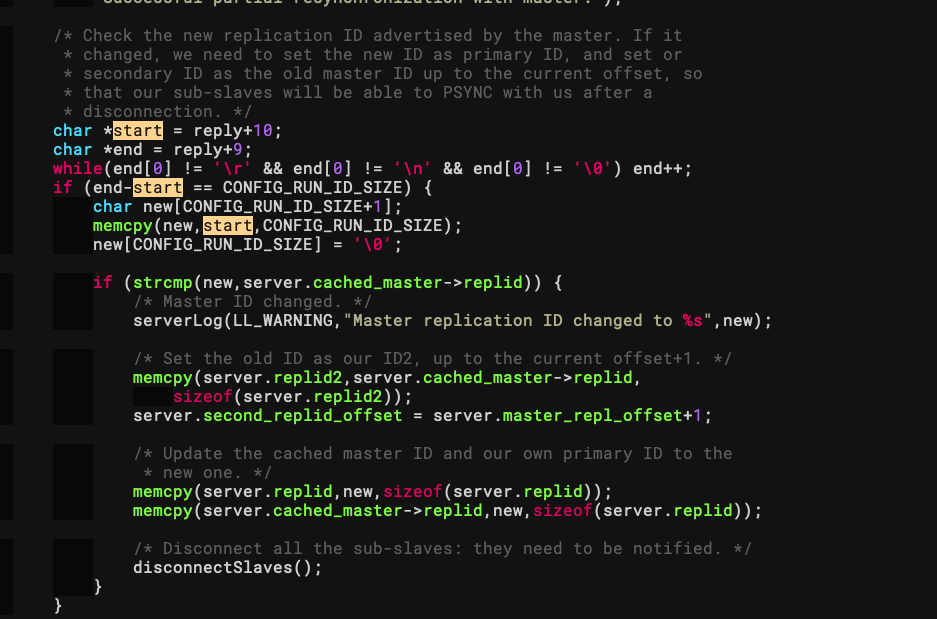 "Successful partial resynchronization with master.");
/* Check the new replication ID advertised by the master. If it
 * changed, we need to set the new ID as primary ID, and set or
 * secondary ID as the old master ID up to the current offset, so
 * that our sub-slaves will be able to PSYNC with us after a
 * disconnection. */
char *start = reply+10;
char *end = reply+9;
while(end[0] != '\r' && end[0] != '\n' && end[0] != '\0') end++;
if (end-start == CONFIG_RUN_ID_SIZE) {
    char new[CONFIG_RUN_ID_SIZE+1];
    memcpy(new,start,CONFIG_RUN_ID_SIZE);
    new[CONFIG_RUN_ID_SIZE] = '\0';
    if (strcmp(new,server.cached_master->replid)) {
        /* Master ID changed. */
        serverLog(LL_WARNING,"Master replication ID changed to %s",new);
        /* Set the old ID as our ID2, up to the current offset+1. */
        memcpy(server.replid2,server.cached_master->replid,
            sizeof(server.replid2));
        server.second_replid_offset = server.master_repl_offset+1;
        /* Update the cached master ID and our own primary ID to the
         * new one. */
        memcpy(server.replid,new,sizeof(server.replid));
        memcpy(server.cached_master->replid,new,sizeof(server.replid));
        /* Disconnect all the sub-slaves: they need to be notified. */
        disconnectSlaves();
    }
}